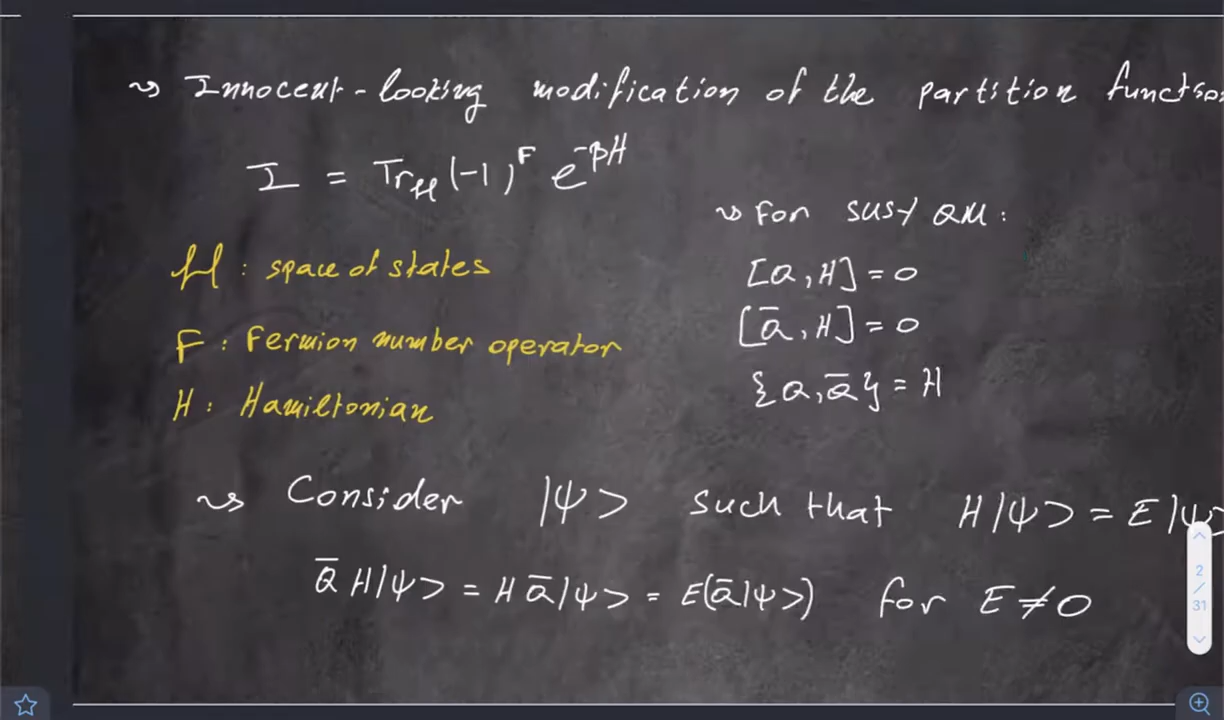 ⇝ Innocent-looking modification of the partition functio
I = Tr_ℋ (-1)^F e^{-βH}
⇝ For SUSY QM:
ℋ : space of states
[Q, H] = 0
[Q̄, H] = 0
F : Fermion number operator
{Q, Q̄} = H
H : Hamiltonian
⇝ Consider |ψ> such that H|ψ> = E|ψ>
Q̄ H|ψ> = H Q̄|ψ> = E(Q̄|ψ>) for E ≠ 0
2
/
31